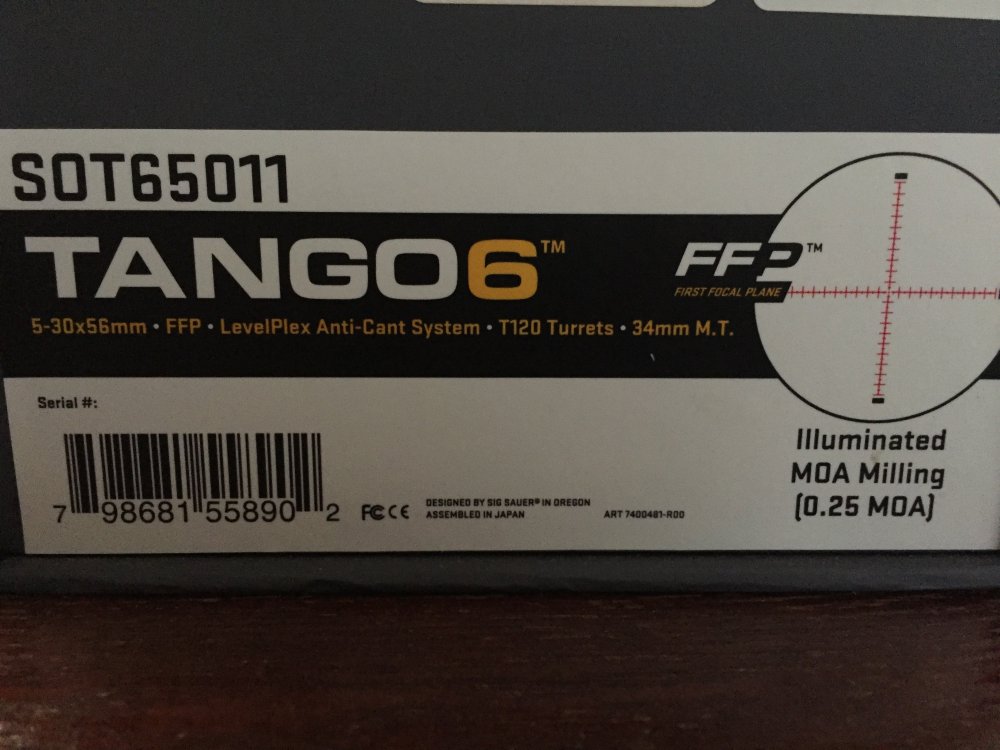 SOT65011
TANGO6™
FFP™
FIRST FOCAL PLANE
5-30x56mm • FFP • LevelPlex Anti-Cant System • T120 Turrets • 34mm M.T.
Serial #:
7 98681 55890 2
FC CE
DESIGNED BY SIG SAUER® IN OREGON
ASSEMBLED IN JAPAN
ART 7400481-R00
Illuminated
MOA Milling
(0.25 MOA)